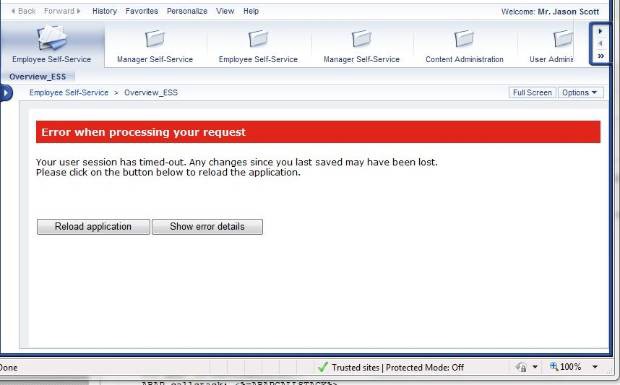 Back Forward History Favorites Personalize View Help Welcome: Mr. Jason Scott
Employee Self-Service Manager Self-Service Employee Self-Service Manager Self-Service Content Administration User Admini
Overview_ESS
Employee Self-Service > Overview_ESS Full Screen Options
Error when processing your request
Your user session has timed-out. Any changes since you last saved may have been lost.
Please click on the button below to reload the application.
Reload application Show error details
Done Trusted sites | Protected Mode: Off 100%